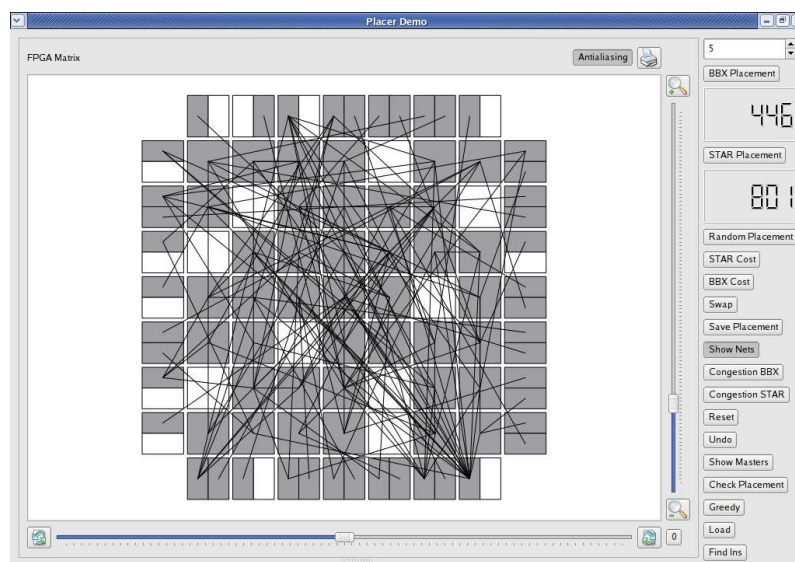 Placer Demo
FPGA Matrix
Antialiasing
5
BBX Placement
446
STAR Placement
801
Random Placement
STAR Cost
BBX Cost
Swap
Save Placement
Show Nets
Congestion BBX
Congestion STAR
Reset
Undo
Show Masters
Check Placement
Greedy
0
Load
Find Ins